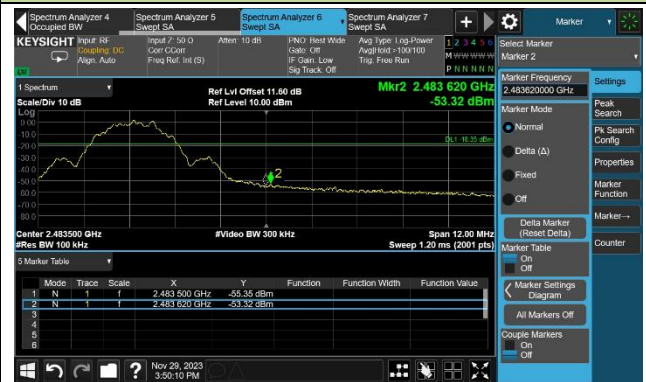 Spectrum Analyzer 4
Occupied BW
Spectrum Analyzer 5
Swept SA
Spectrum Analyzer 6
Swept SA
Spectrum Analyzer 7
Swept SA
+
Marker
KEYSIGHT
Input: RF
Coupling: DC
Align: Auto
Input Z: 50 Ω
Corr CCorr
Freq Ref: Int (S)
Atten: 10 dB
PNO: Best Wide
Gate: Off
IF Gain: Low
Sig Track: Off
Avg Type: Log-Power
Avg|Hold:>100/100
Trig: Free Run
1 2 3 4 5 6
M W W W W W
P N N N N N
Select Marker
Marker 2
1 Spectrum
Scale/Div 10 dB
Ref Lvl Offset 11.60 dB
Ref Level 10.00 dBm
Mkr2 2.483 620 GHz
-53.32 dBm
Log
0.00
-10.0
-20.0
-30.0
-40.0
-50.0
-60.0
-70.0
-80.0
DL1 -18.35 dBm
2
Center 2.483500 GHz
#Res BW 100 kHz
#Video BW 300 kHz
Span 12.00 MHz
Sweep 1.20 ms (2001 pts)
5 Marker Table
Mode Trace Scale X Y Function Function Width Function Value
1 N 1 f 2.483 500 GHz -55.35 dBm
2 N 1 f 2.483 620 GHz -53.32 dBm
3
4
5
6
Marker Frequency
2.483620000 GHz
Marker Mode
Normal
Delta (Δ)
Fixed
Off
Delta Marker
(Reset Delta)
Marker Table
On
Off
Marker Settings
Diagram
All Markers Off
Couple Markers
On
Off
Settings
Peak
Search
Pk Search
Config
Properties
Marker
Function
Marker→
Counter
?
Nov 29, 2023
3:50:10 PM